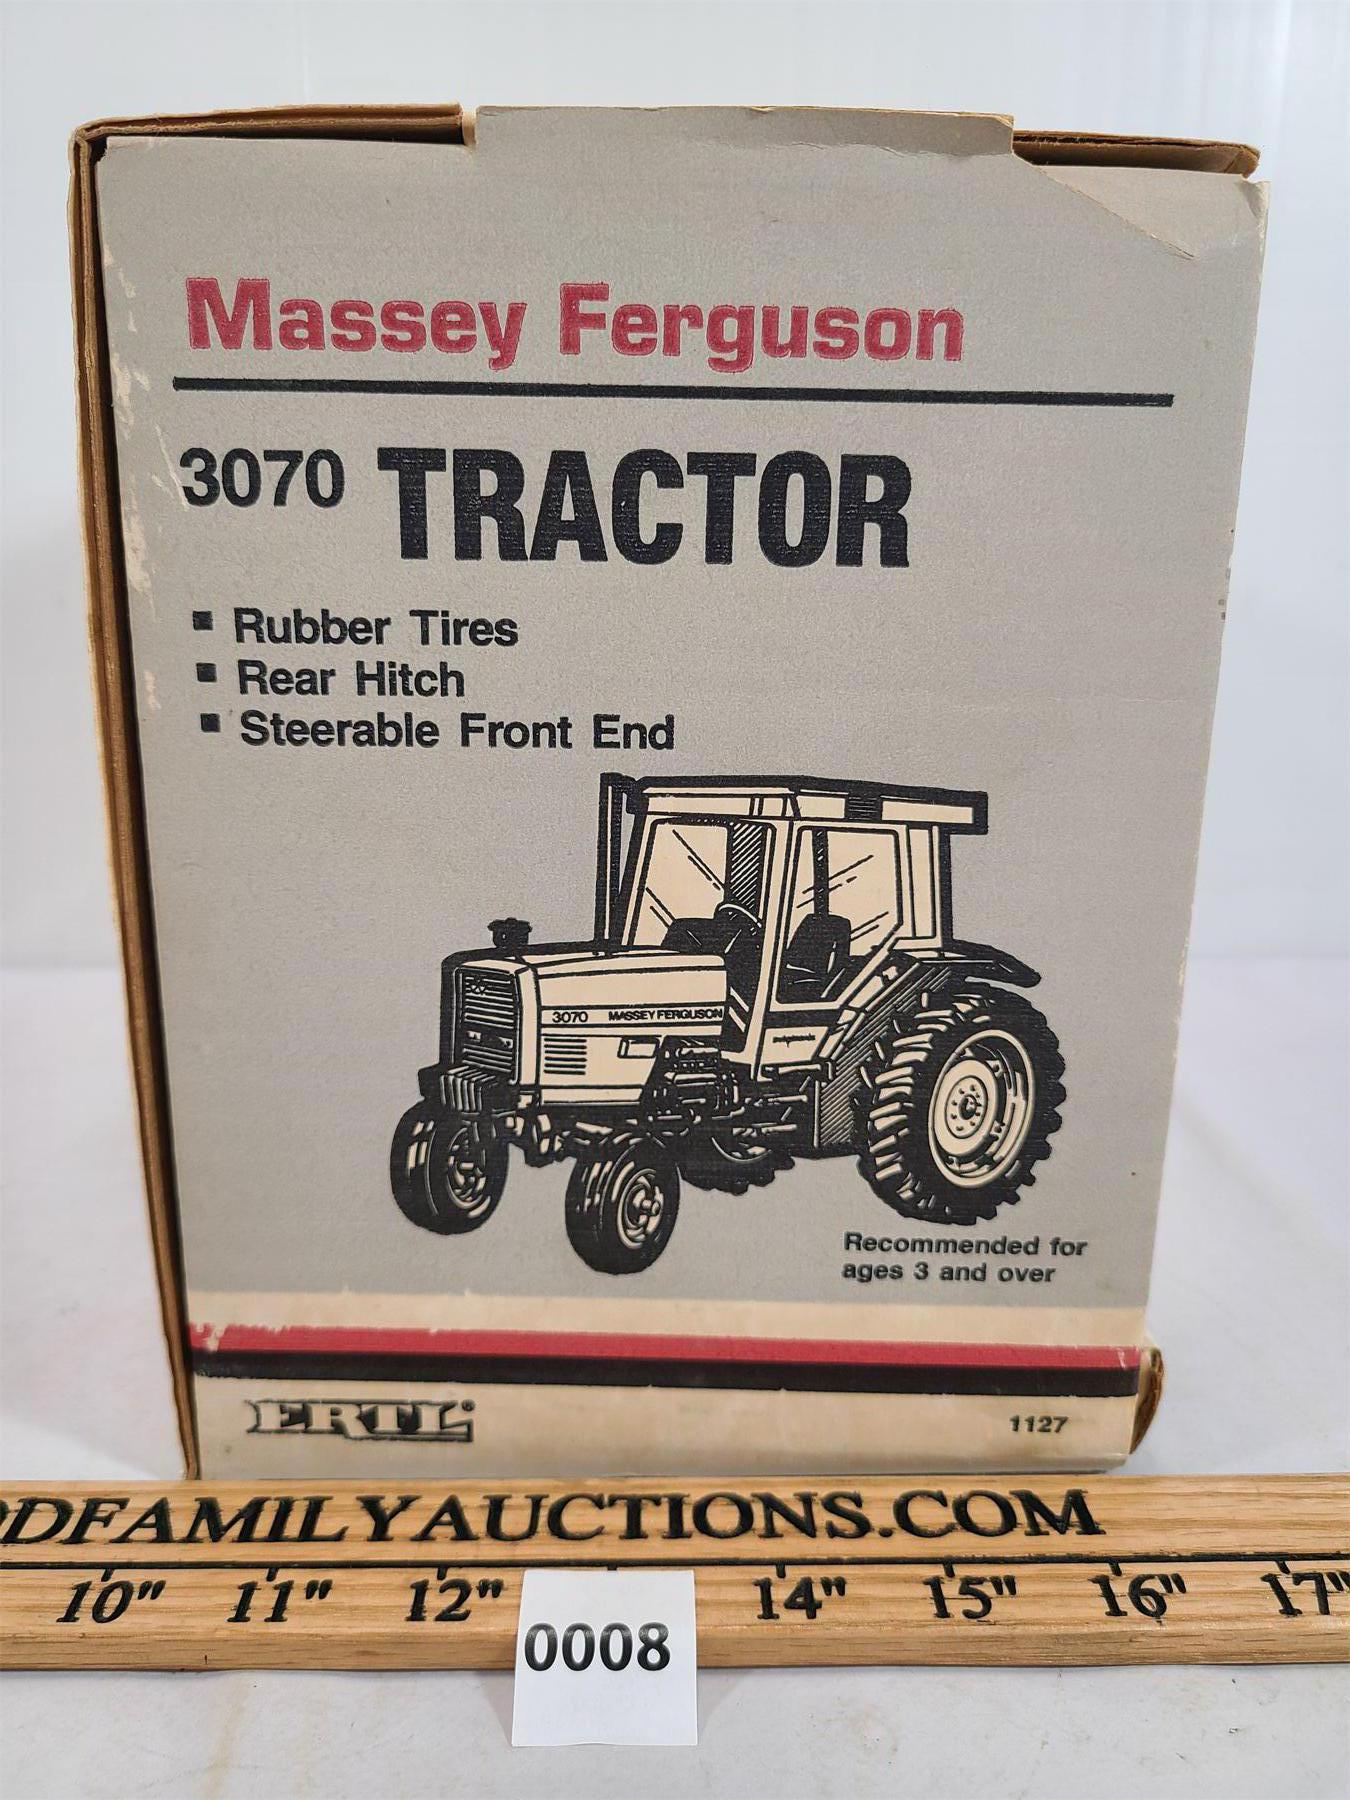 Massey Ferguson
3070 TRACTOR
▪ Rubber Tires
▪ Rear Hitch
▪ Steerable Front End
3070 MASSEY FERGUSON
Recommended for
ages 3 and over
ERTL®
1127
DFAMILYAUCTIONS.COM
10" 11" 12" 14" 15" 16" 17"
0008